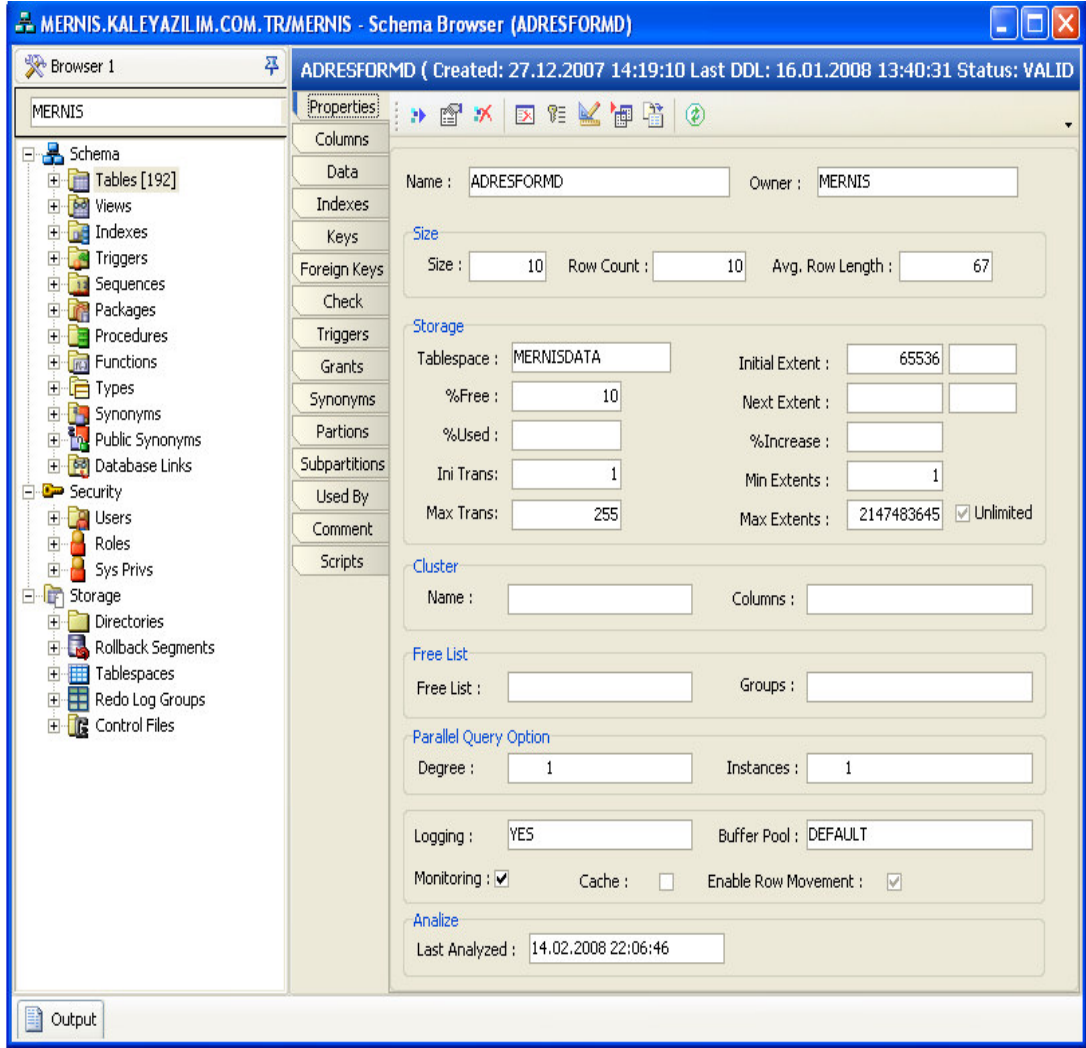 MERNIS.KALEYAZILIM.COM.TR/MERNIS - Schema Browser (ADRESFORMD)
Browser 1
MERNIS
Schema
Tables [192]
Views
Indexes
Triggers
Sequences
Packages
Procedures
Functions
Types
Synonyms
Public Synonyms
Database Links
Security
Users
Roles
Sys Privs
Storage
Directories
Rollback Segments
Tablespaces
Redo Log Groups
Control Files
ADRESFORMD ( Created: 27.12.2007 14:19:10 Last DDL: 16.01.2008 13:40:31 Status: VALID
Properties
Columns
Data
Indexes
Keys
Foreign Keys
Check
Triggers
Grants
Synonyms
Partions
Subpartitions
Used By
Comment
Scripts
Name : ADRESFORMD Owner : MERNIS
Size
Size : 10 Row Count : 10 Avg. Row Length : 67
Storage
Tablespace : MERNISDATA Initial Extent : 65536
%Free : 10 Next Extent :
%Used : %Increase :
Ini Trans: 1 Min Extents : 1
Max Trans: 255 Max Extents : 2147483645 Unlimited
Cluster
Name : Columns :
Free List
Free List : Groups :
Parallel Query Option
Degree : 1 Instances : 1
Logging : YES Buffer Pool : DEFAULT
Monitoring : Cache : Enable Row Movement :
Analize
Last Analyzed : 14.02.2008 22:06:46
Output